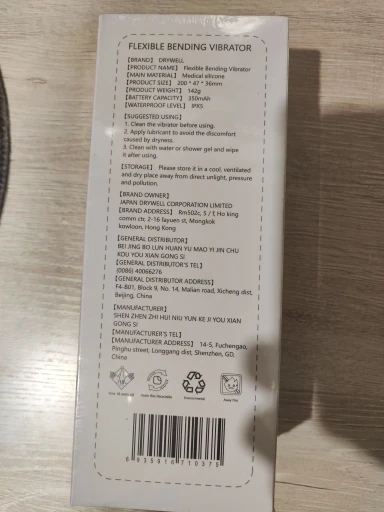 FLEXIBLE BENDING VIBRATOR
【BRAND】 DRYWELL
【PRODUCT NAME】 Flexible Bending Vibrator
【MAIN MATERIAL】 Medical silicone
【PRODUCT SIZE】 200 * 47 * 36mm
【PRODUCT WEIGHT】 142g
【BATTERY CAPACITY】 350mAh
【WATERPROOF LEVEL】 IPX5
【SUGGESTED USING】
1. Clean the vibrator before using.
2. Apply lubricant to avoid the discomfort
caused by dryness.
3. Clean with water or shower gel and wipe
it after using.
【STORAGE】 Please store it in a cool, ventilated
and dry place away from direct unlight, pressure
and pollution.
【BRAND OWNER】
JAPAN DRYWELL CORPORATION LIMITED
【BRAND ADDRESS】 Rm502c, 5 / f, Ho king
comm ctr, 2-16 fayuen st, Mongkok
kowloon, Hong Kong
【GENERAL DISTRIBUTOR】
BEI JING BO LUN HUAN YU MAO YI JIN CHU
KOU YOU XIAN GONG SI
【GENERAL DISTRIBUTOR'S TEL】
(0086) 40066276
【GENERAL DISTRIBUTOR ADDRESS】
F4-B01, Block 9, No. 14, Malian road, Xicheng dist,
Beijing, China
【MANUFACTURER】
SHEN ZHEN ZHI HUI NIU YUN KE JI YOU XIAN
GONG SI
【MANUFACTURER'S TEL】
【MANUFACTURER ADDRESS】 14-5, Fuchengao,
Pinghu street, Longgang dist, Shenzhen, GD,
China
Environmental
6 935916 710375